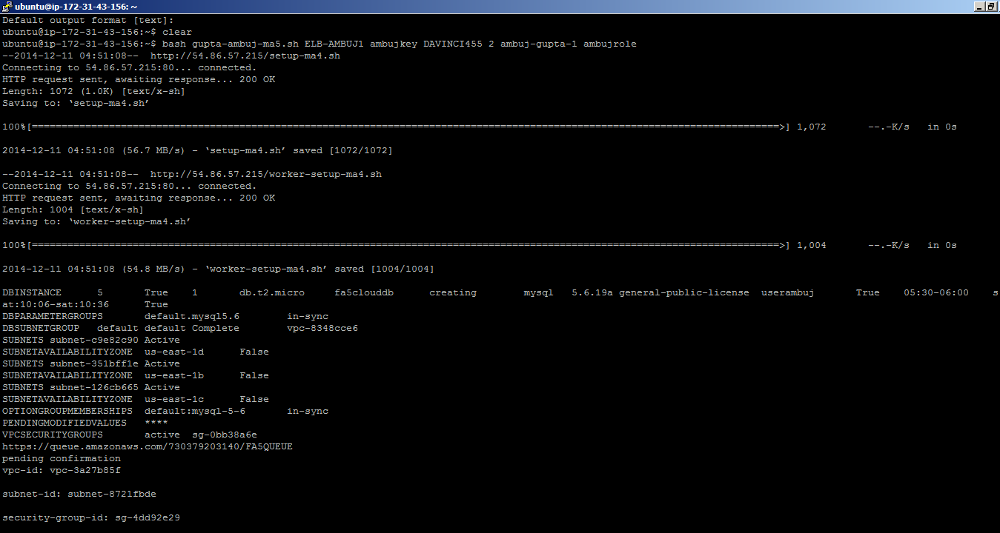 ubuntu@ip-172-31-43-156: ~
Default output format [text]:
ubuntu@ip-172-31-43-156:~$ clear
ubuntu@ip-172-31-43-156:~$ bash gupta-ambuj-ma5.sh ELB-AMBUJ1 ambujkey DAVINCI455 2 ambuj-gupta-1 ambujrole
--2014-12-11 04:51:08--  http://54.86.57.215/setup-ma4.sh
Connecting to 54.86.57.215:80... connected.
HTTP request sent, awaiting response... 200 OK
Length: 1072 (1.0K) [text/x-sh]
Saving to: ‘setup-ma4.sh’
100%[==============================================================================================================================>] 1,072       --.-K/s   in 0s
2014-12-11 04:51:08 (56.7 MB/s) - ‘setup-ma4.sh’ saved [1072/1072]
--2014-12-11 04:51:08--  http://54.86.57.215/worker-setup-ma4.sh
Connecting to 54.86.57.215:80... connected.
HTTP request sent, awaiting response... 200 OK
Length: 1004 [text/x-sh]
Saving to: ‘worker-setup-ma4.sh’
100%[==============================================================================================================================>] 1,004       --.-K/s   in 0s
2014-12-11 04:51:08 (54.8 MB/s) - ‘worker-setup-ma4.sh’ saved [1004/1004]
DBINSTANCE      5       True    1       db.t2.micro     fa5clouddb      creating        mysql   5.6.19a general-public-license  userambuj       True    05:30-06:00    s
at:10:06-sat:10:36      True
DBPARAMETERGROUPS       default.mysql5.6        in-sync
DBSUBNETGROUP   default default Complete        vpc-8348cce6
SUBNETS subnet-c9e82c90 Active
SUBNETAVAILABILITYZONE  us-east-1d      False
SUBNETS subnet-351bff1e Active
SUBNETAVAILABILITYZONE  us-east-1b      False
SUBNETS subnet-126cb665 Active
SUBNETAVAILABILITYZONE  us-east-1c      False
OPTIONGROUPMEMBERSHIPS  default:mysql-5-6       in-sync
PENDINGMODIFIEDVALUES   ****
VPCSECURITYGROUPS       active  sg-0bb38a6e
https://queue.amazonaws.com/730379203140/FA5QUEUE
pending confirmation
vpc-id: vpc-3a27b85f
subnet-id: subnet-8721fbde
security-group-id: sg-4dd92e29